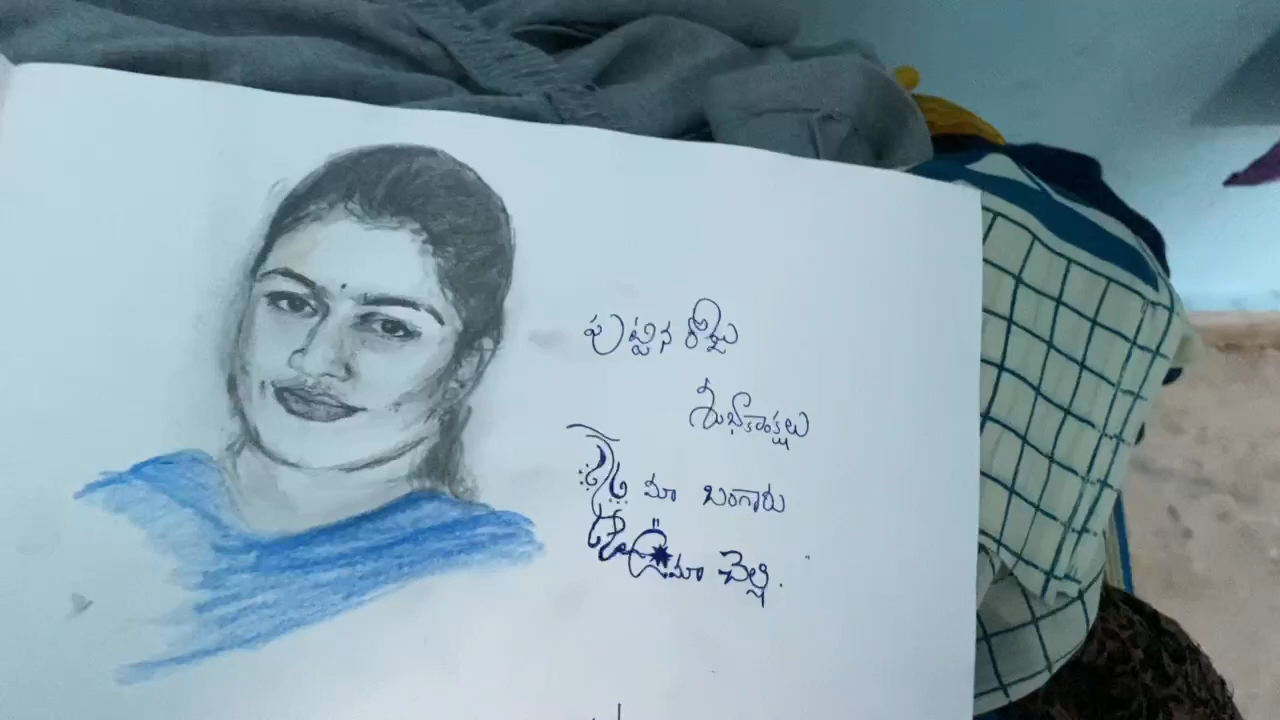 పుట్టిన రోజు
శుభాకాంక్షలు
మా బంగారు
మా చెల్లి.